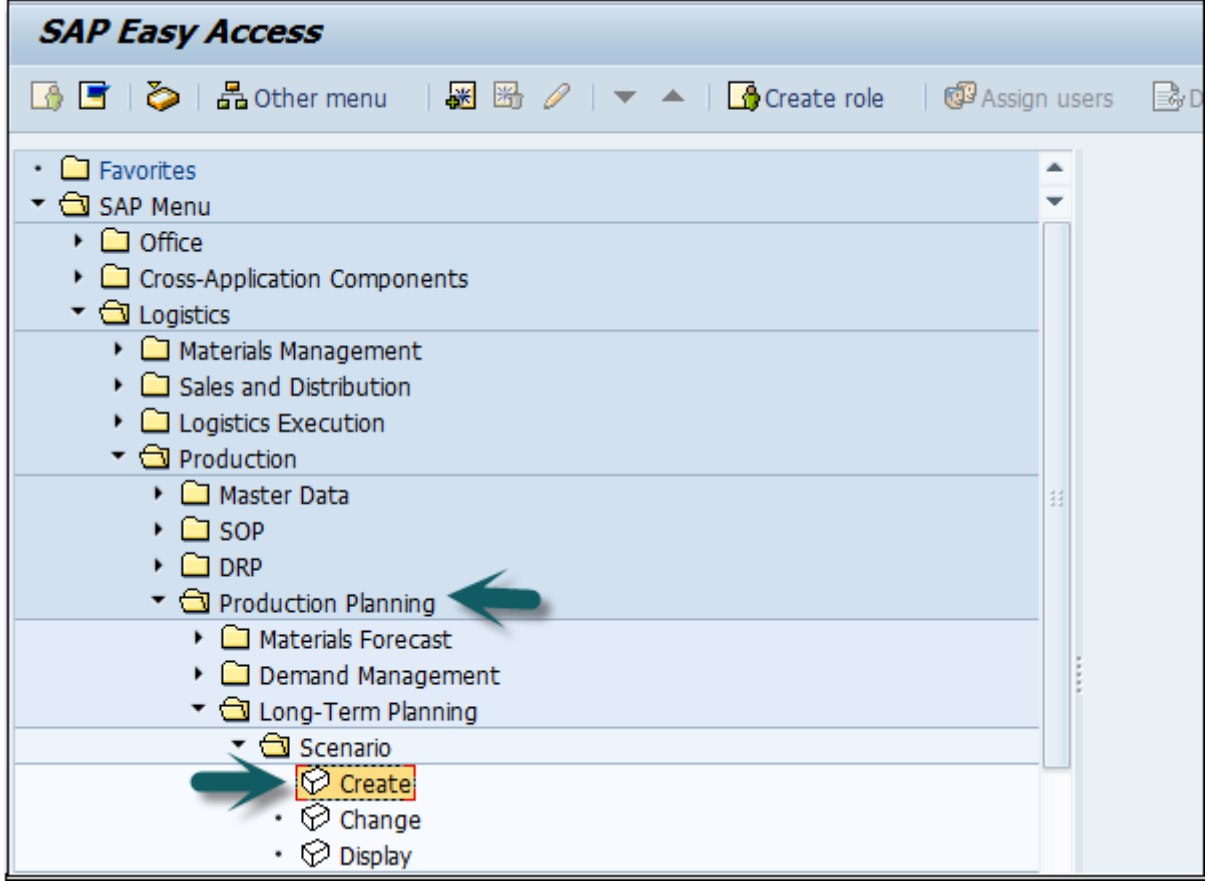 SAP Easy Access
Other menu Create role Assign users D
Favorites
SAP Menu
Office
Cross-Application Components
Logistics
Materials Management
Sales and Distribution
Logistics Execution
Production
Master Data
SOP
DRP
Production Planning
Materials Forecast
Demand Management
Long-Term Planning
Scenario
Create
Change
Display